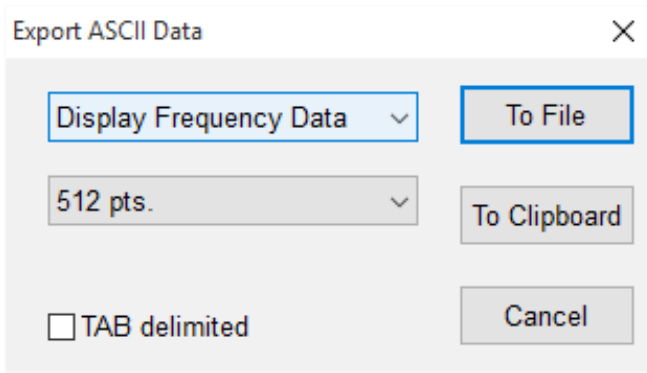 Export ASCII Data
Display Frequency Data
To File
512 pts.
To Clipboard
TAB delimited
Cancel